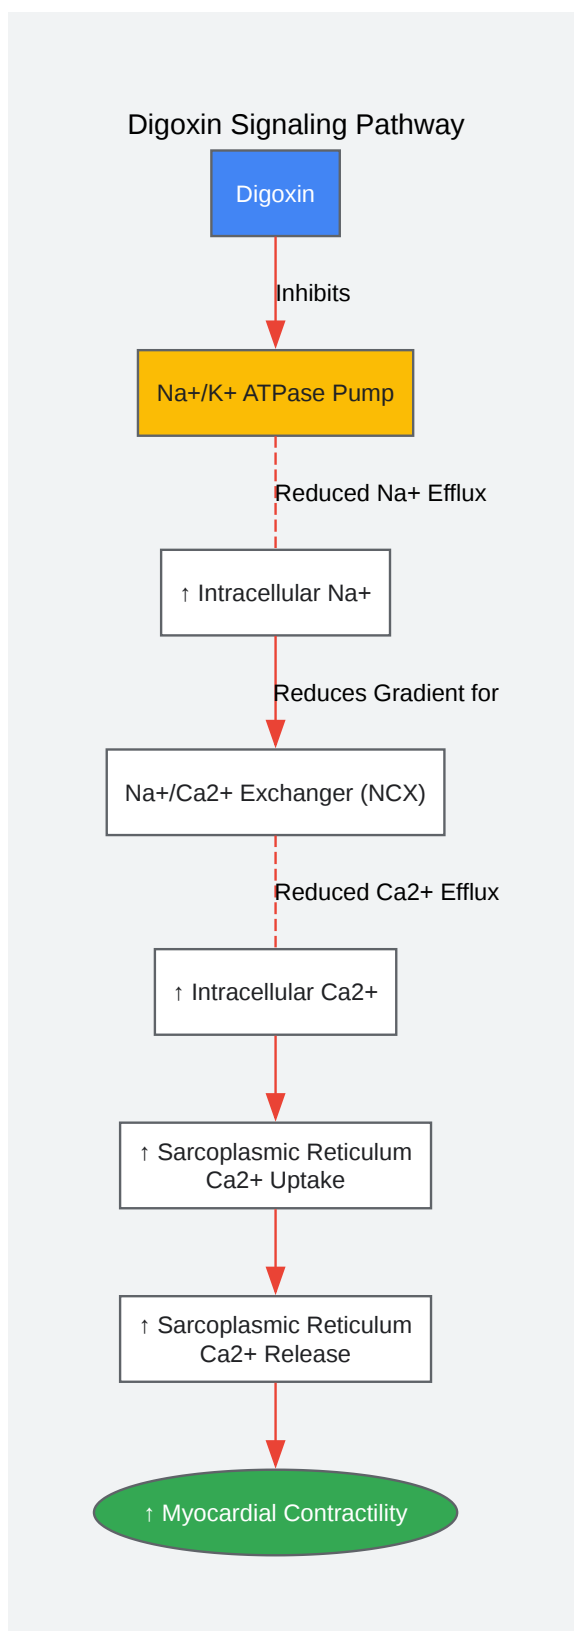 Digoxin Signaling Pathway
Digoxin
Inhibits
Na+/K+ ATPase Pump
Reduced Na+ Efflux
↑ Intracellular Na+
Reduces Gradient for
Na+/Ca2+ Exchanger (NCX)
Reduced Ca2+ Efflux
↑ Intracellular Ca2+
↑ Sarcoplasmic Reticulum
Ca2+ Uptake
↑ Sarcoplasmic Reticulum
Ca2+ Release
↑ Myocardial Contractility